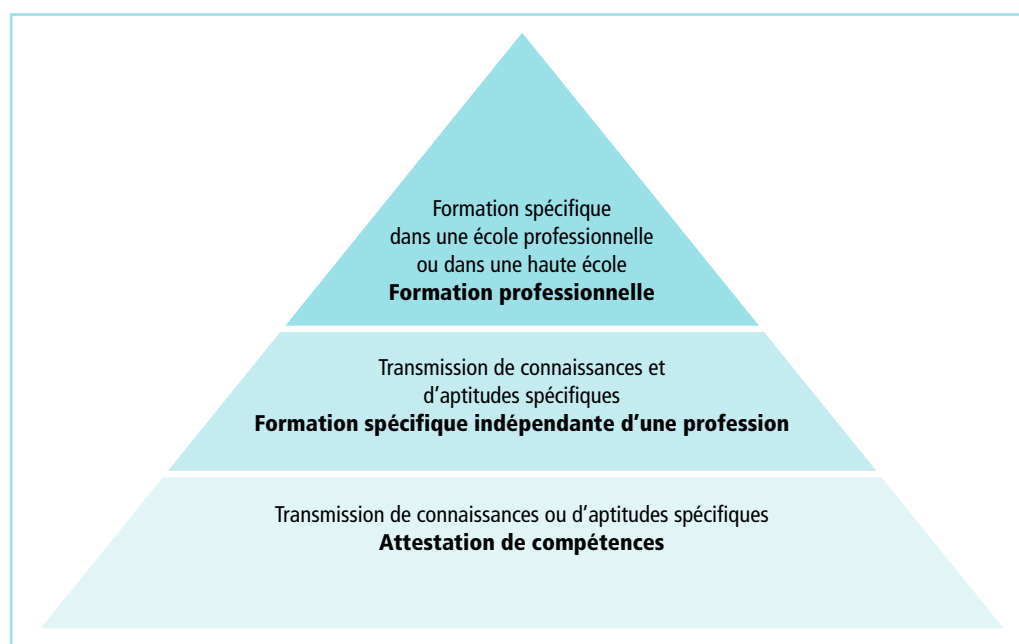 Formation spécifique
dans une école professionnelle
ou dans une haute école
Formation professionnelle
Transmission de connaissances et
d’aptitudes spécifiques
Formation spécifique indépendante d’une profession
Transmission de connaissances ou d’aptitudes spécifiques
Attestation de compétences